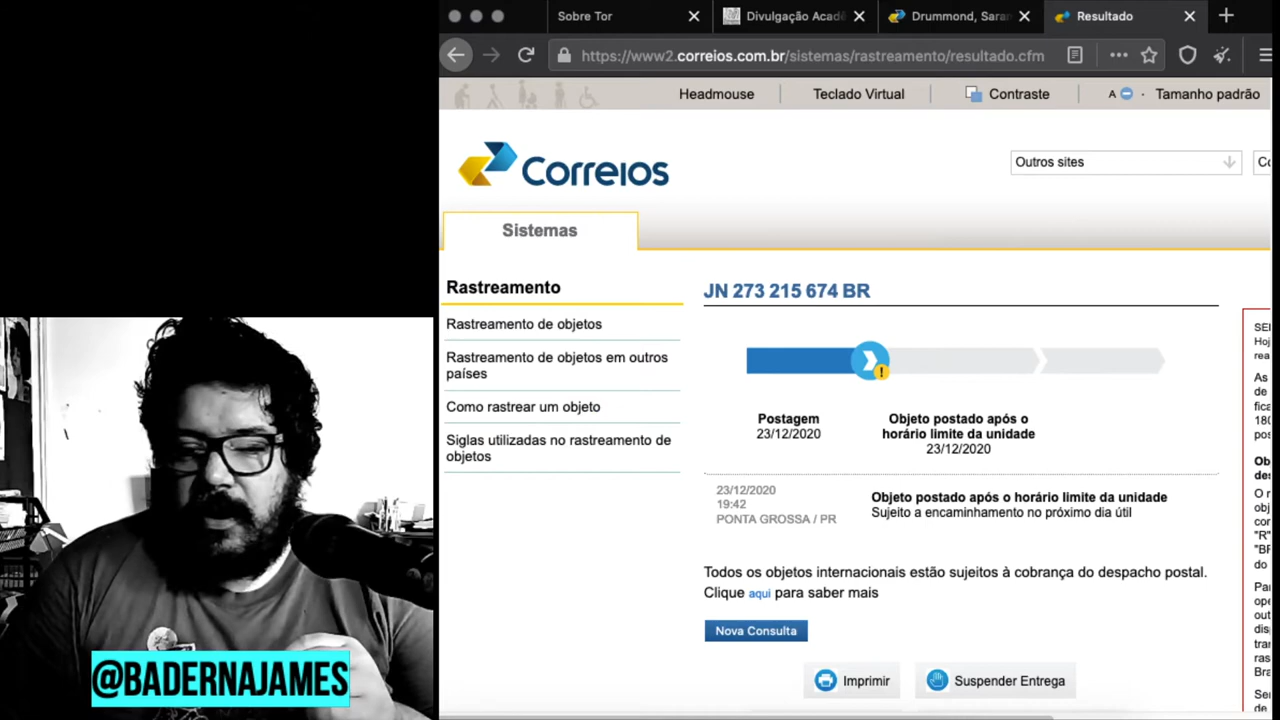 Sobre Tor
Divulgação Acadê
Drummond, Saran
Resultado
https://www2.correios.com.br/sistemas/rastreamento/resultado.cfm
Headmouse
Teclado Virtual
Contraste
A
Tamanho padrão
Correios
Outros sites
Sistemas
Rastreamento
Rastreamento de objetos
Rastreamento de objetos em outros
países
Como rastrear um objeto
Siglas utilizadas no rastreamento de
objetos
JN 273 215 674 BR
Postagem
23/12/2020
Objeto postado após o
horário limite da unidade
23/12/2020
23/12/2020
19:42
PONTA GROSSA / PR
Objeto postado após o horário limite da unidade
Sujeito a encaminhamento no próximo dia útil
Todos os objetos internacionais estão sujeitos à cobrança do despacho postal.
Clique aqui para saber mais
Nova Consulta
Imprimir
Suspender Entrega
@BADERNAJAMES